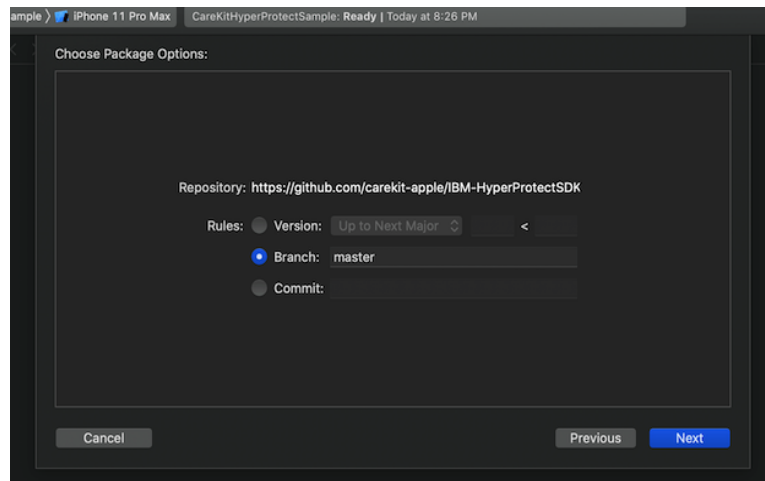 ample 〉 iPhone 11 Pro Max CareKitHyperProtectSample: Ready | Today at 8:26 PM
Choose Package Options:
Repository: https://github.com/carekit-apple/IBM-HyperProtectSDK
Rules: Version: Up to Next Major <
Branch: master
Commit:
Cancel Previous Next